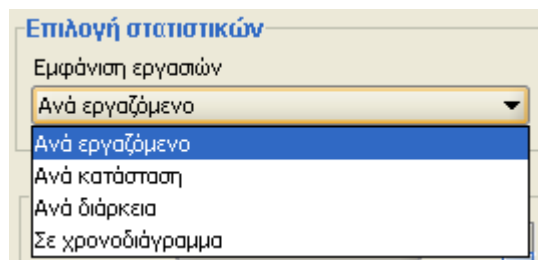 Επιλογή στατιστικών
Εμφάνιση εργασιών
Ανά εργαζόμενο
Ανά εργαζόμενο
Ανά κατάσταση
Ανά διάρκεια
Σε χρονοδιάγραμμα